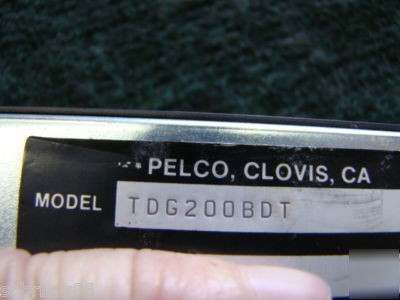 PELCO, CLOVIS, CA
MODEL TDG200BDT